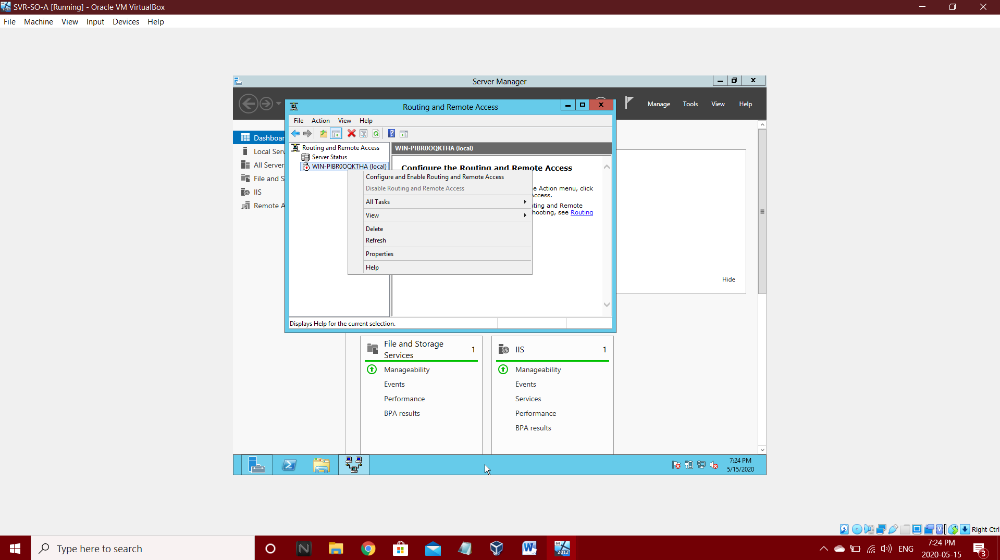 SVR-SO-A [Running] - Oracle VM VirtualBox
File Machine View Input Devices Help
Server Manager
Manage Tools View Help
Routing and Remote Access
File Action View Help
Dashboar
Local Serv
All Server
File and S
IIS
Remote A
Routing and Remote Access
Server Status
WIN-PIBR0OQKTHA (local)
WIN-PIBR0OQKTHA (local)
Configure the Routing and Remote Access
e Action menu, click
Access.
uting and Remote
hooting, see Routing
Configure and Enable Routing and Remote Access
Disable Routing and Remote Access
All Tasks
View
Delete
Refresh
Properties
Help
Hide
Displays Help for the current selection.
File and Storage
Services
1
Manageability
Events
Performance
BPA results
IIS
1
Manageability
Events
Services
Performance
BPA results
7:24 PM
5/15/2020
Right Ctrl
Type here to search
64
2012
ENG
7:24 PM
2020-05-15
3